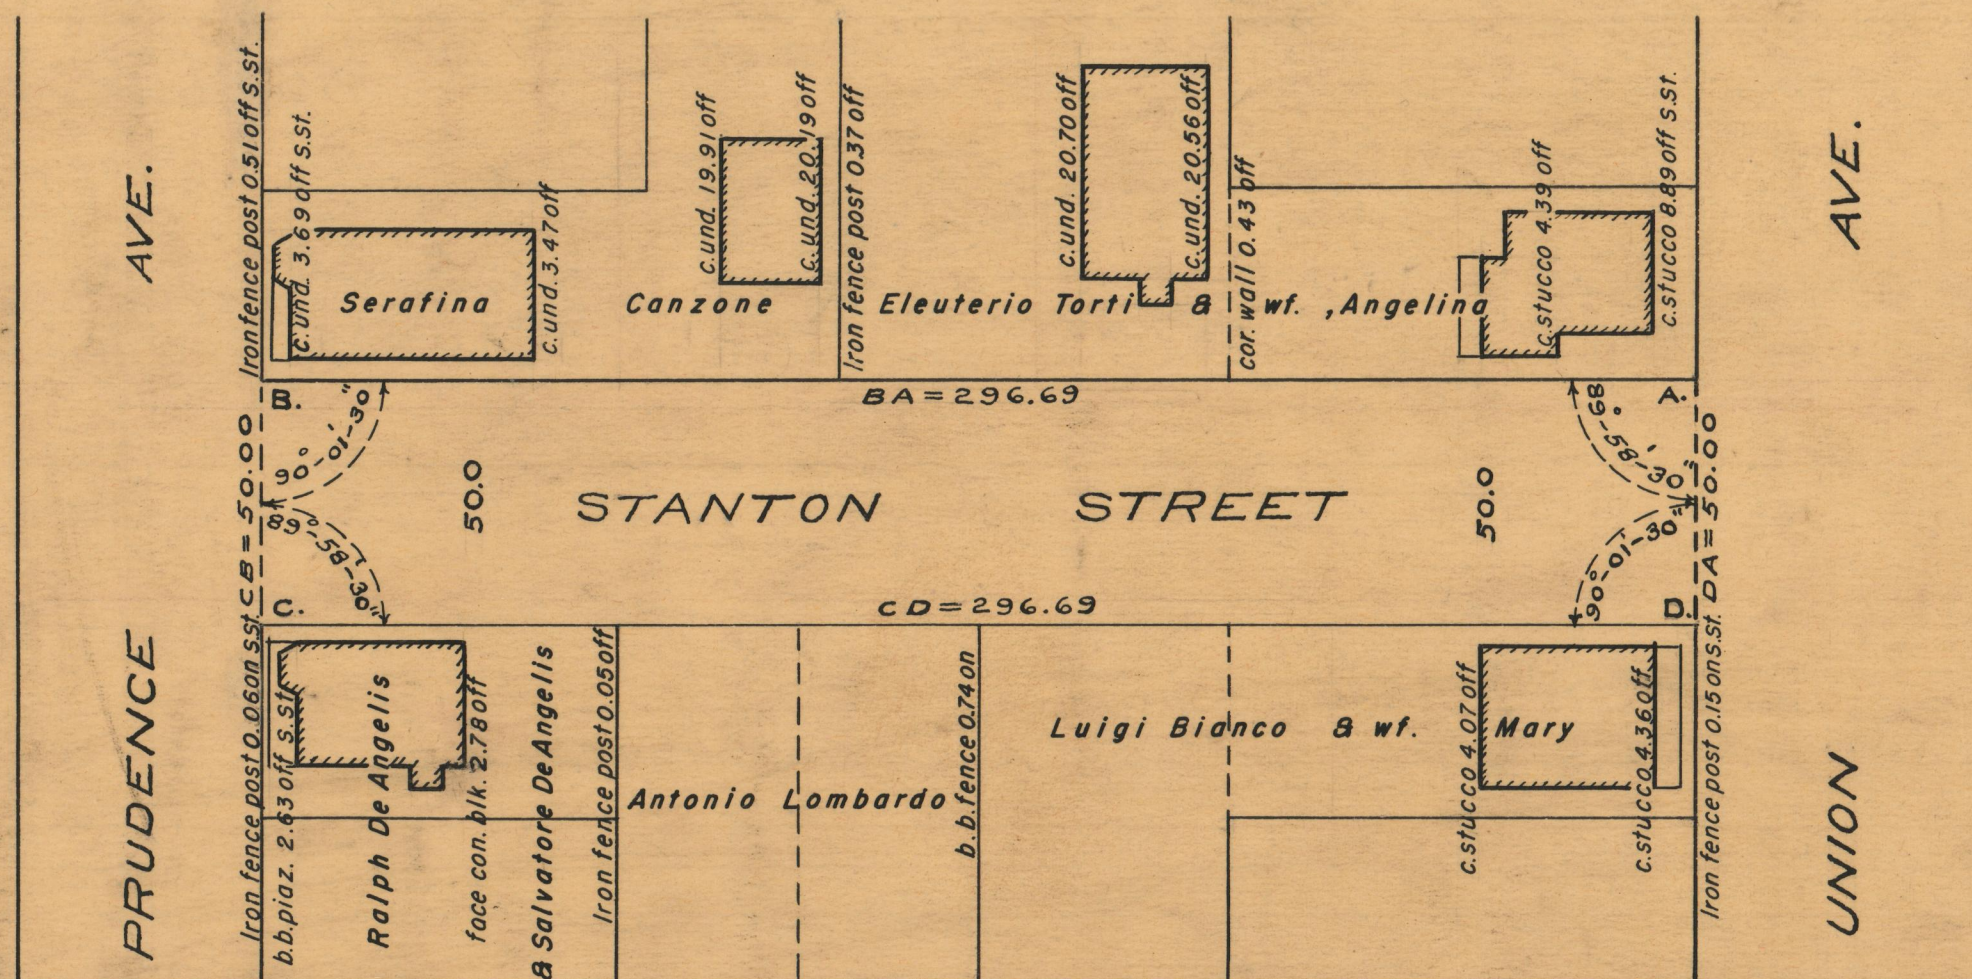 AVE.
Iron fence post 0.51 off s.st.
c.und. 3.69 off s.st.
Serafina
c.und. 3.47 off
Canzone
c.und. 19.91 off
c.und. 20.19 off
Iron fence post 0.37 off
Eleuterio Torti & wf. , Angelina
c.und. 20.70 off
c.und. 20.56 off
cor. wall 0.43 off
c.stucco 4.39 off
c.stucco 8.89 off s.st.
AVE.
B.
BA = 296.69
A.
90°-01'-30"
89°-58'-30"
CB = 50.00
50.0
STANTON STREET
50.0
DA = 50.00
89°-58'-30"
90°-01'-30"
C.
CD = 296.69
D.
PRUDENCE
Iron fence post 0.06 on s.st.
b.b.piaz. 2.63 off s.st.
Ralph De Angelis
face con. blk. 2.78 off
& Salvatore De Angelis
Iron fence post 0.05 off
Antonio Lombardo
b.b. fence 0.74 on
Luigi Bianco & wf. Mary
c.stucco 4.07 off
c.stucco 4.36 off
Iron fence post 0.15 on s.st.
UNION